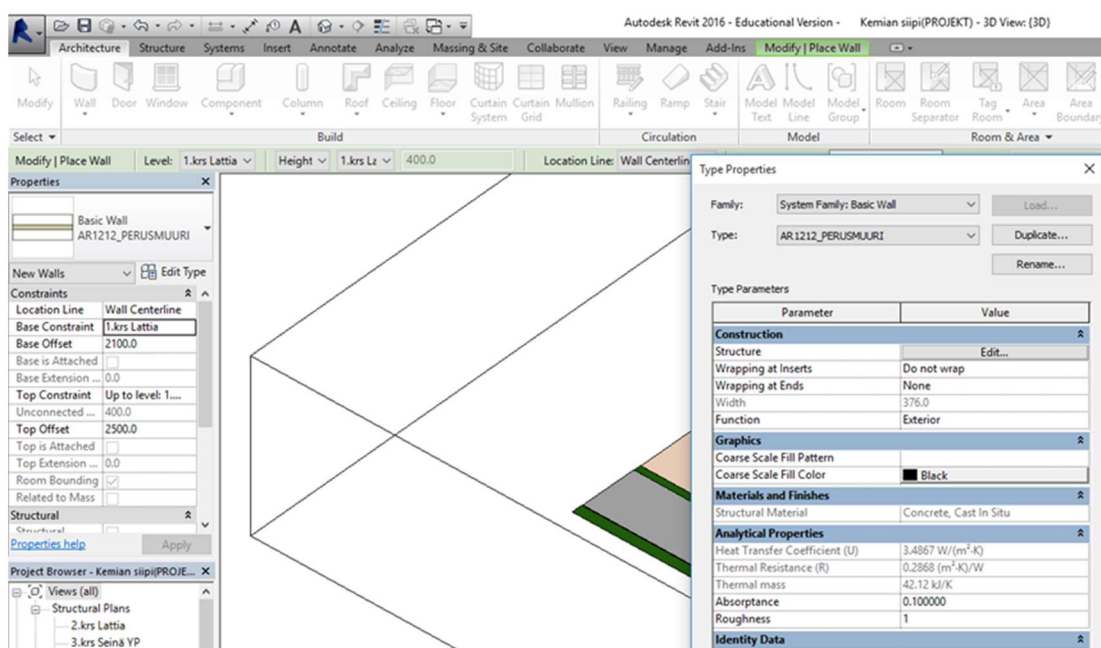 Autodesk Revit 2016 - Educational Version - Kemian siipi(PROJEKT) - 3D View: {3D}
Architecture Structure Systems Insert Annotate Analyze Massing & Site Collaborate View Manage Add-Ins Modify | Place Wall
Modify Wall Door Window Component Column Roof Ceiling Floor Curtain System Curtain Grid Mullion Railing Ramp Stair Model Text Model Line Model Group Room Room Separator Tag Room Area Area Boundary
Select Build Circulation Model Room & Area
Modify | Place Wall Level: 1.krs Lattia Height 1.krs La 400.0 Location Line: Wall Centerlin
Properties
Basic Wall
AR1212_PERUSMUURI
New Walls Edit Type
Constraints
Location Line Wall Centerline
Base Constraint 1.krs Lattia
Base Offset 2100.0
Base is Attached
Base Extension ... 0.0
Top Constraint Up to level: 1....
Unconnected ... 400.0
Top Offset 2500.0
Top is Attached
Top Extension ... 0.0
Room Bounding
Related to Mass
Structural
Structural
Properties help Apply
Project Browser - Kemian siipi(PROJE...
Views (all)
Structural Plans
2.krs Lattia
3.krs Seinä YP
Type Properties
Family: System Family: Basic Wall Load...
Type: AR1212_PERUSMUURI Duplicate...
Rename...
Type Parameters
Parameter Value
Construction
Structure Edit...
Wrapping at Inserts Do not wrap
Wrapping at Ends None
Width 376.0
Function Exterior
Graphics
Coarse Scale Fill Pattern
Coarse Scale Fill Color Black
Materials and Finishes
Structural Material Concrete, Cast In Situ
Analytical Properties
Heat Transfer Coefficient (U) 3.4867 W/(m²·K)
Thermal Resistance (R) 0.2868 (m²·K)/W
Thermal mass 42.12 kJ/K
Absorptance 0.100000
Roughness 1
Identity Data